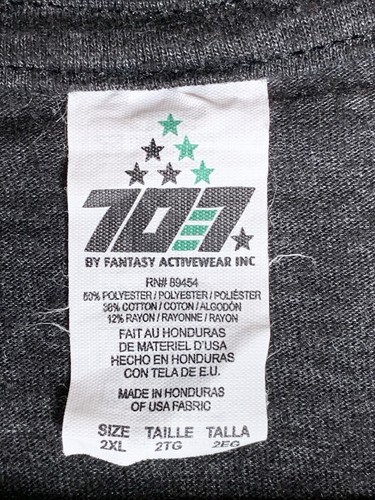 707
BY FANTASY ACTIVEWEAR INC
RN# 89454
50% POLYESTER / POLYESTER / POLIÉSTER
38% COTTON / COTON / ALGODÓN
12% RAYON / RAYONNE / RAYON
FAIT AU HONDURAS
DE MATERIEL D'USA
HECHO EN HONDURAS
CON TELA DE E.U.
MADE IN HONDURAS
OF USA FABRIC
SIZE TAILLE TALLA
2XL 2TG 2EG